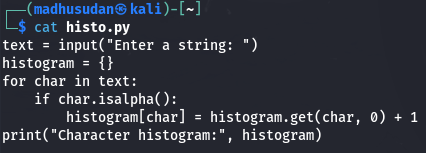 ┌──(madhusudan㉿kali)-[~]
└─$ cat histo.py
text = input("Enter a string: ")
histogram = {}
for char in text:
    if char.isalpha():
        histogram[char] = histogram.get(char, 0) + 1
print("Character histogram:", histogram)